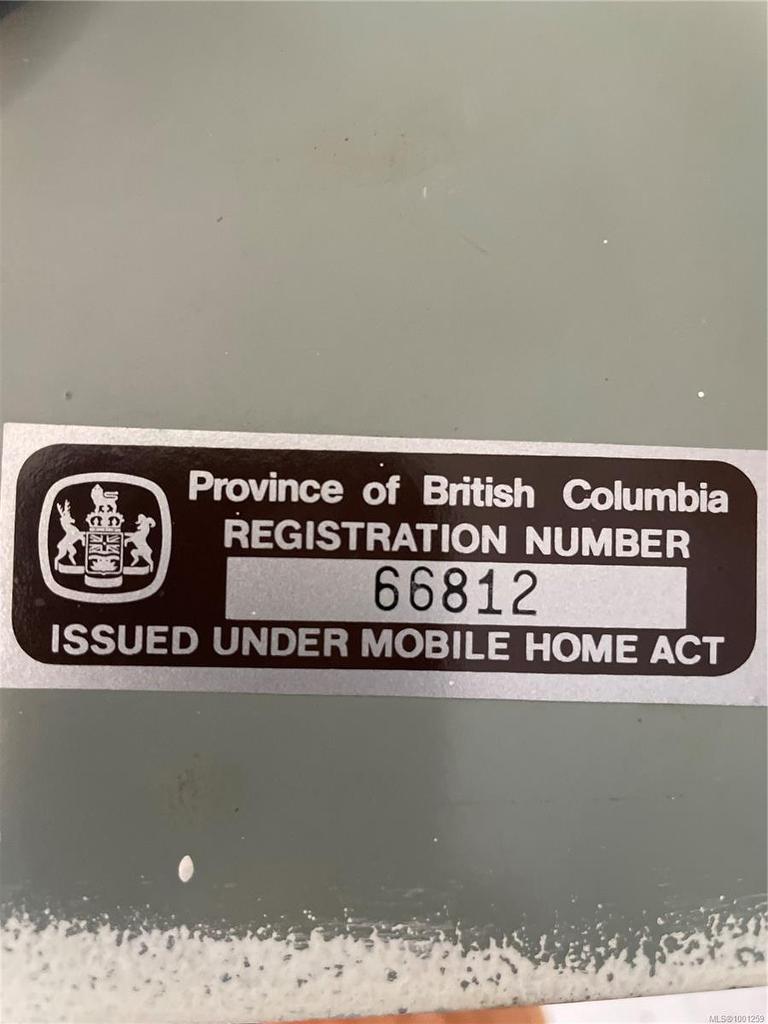 Province of British Columbia
REGISTRATION NUMBER
66812
ISSUED UNDER MOBILE HOME ACT
MLS®1001259